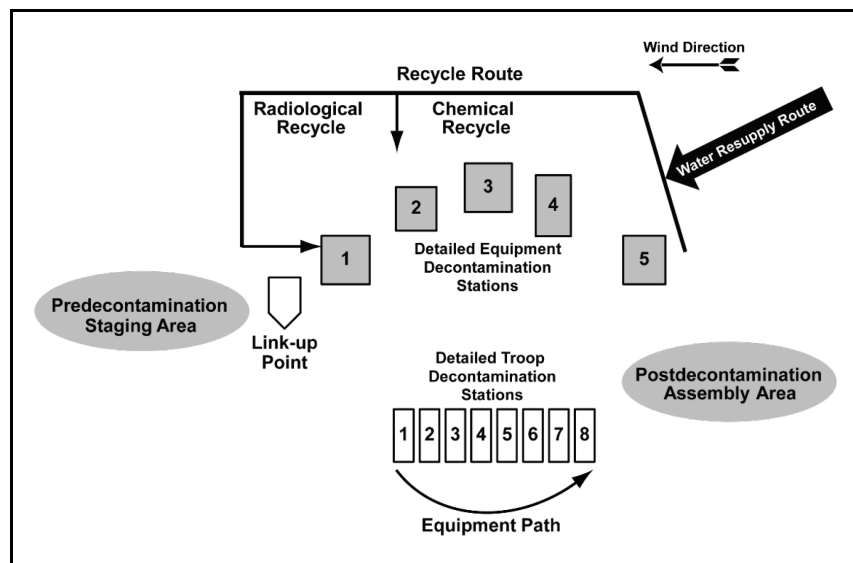 Wind Direction
Recycle Route
Radiological
Recycle
Chemical
Recycle
Water Resupply Route
3
2
4
1
5
Detailed Equipment
Decontamination
Stations
Predecontamination
Staging Area
Link-up
Point
Detailed Troop
Decontamination
Stations
Postdecontamination
Assembly Area
1 2 3 4 5 6 7 8
Equipment Path